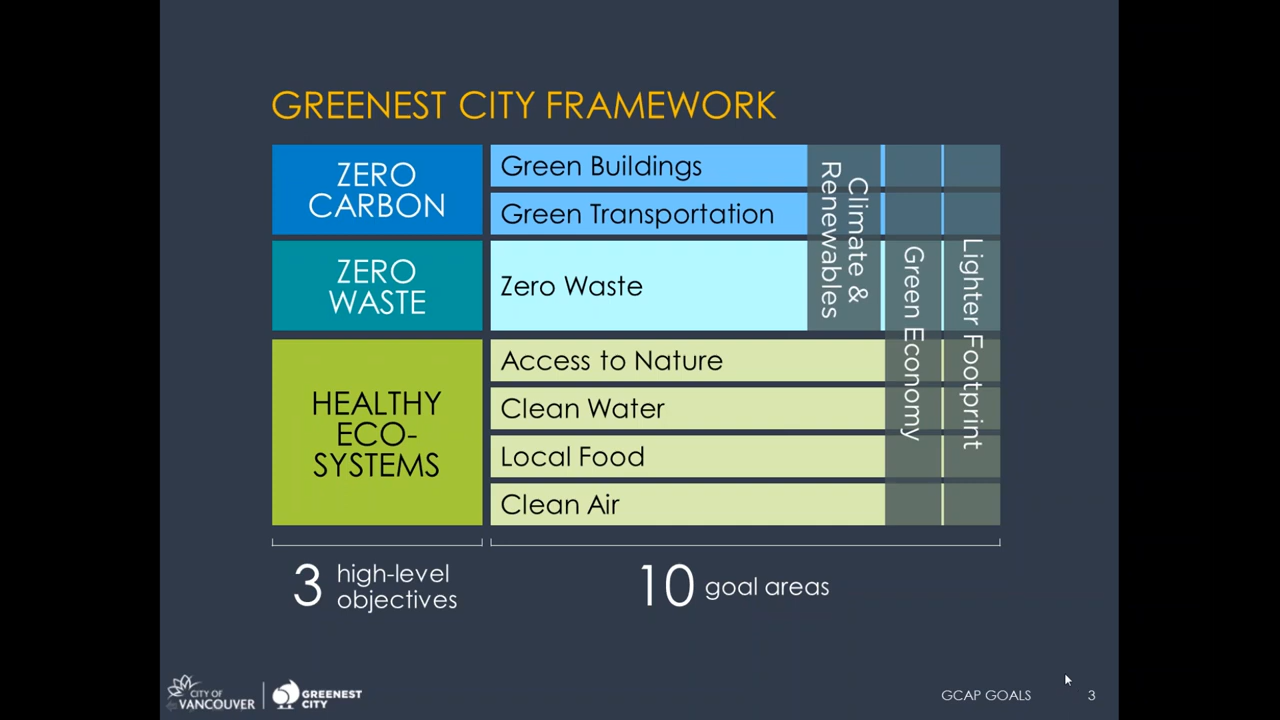 GREENEST CITY FRAMEWORK
ZERO
CARBON
Green Buildings
Green Transportation
ZERO
WASTE
Zero Waste
HEALTHY
ECO-
SYSTEMS
Access to Nature
Clean Water
Local Food
Clean Air
Climate &
Renewables
Green Economy
Lighter Footprint
3 high-level
objectives
10 goal areas
CITY OF
VANCOUVER
GREENEST
CITY
GCAP GOALS 3